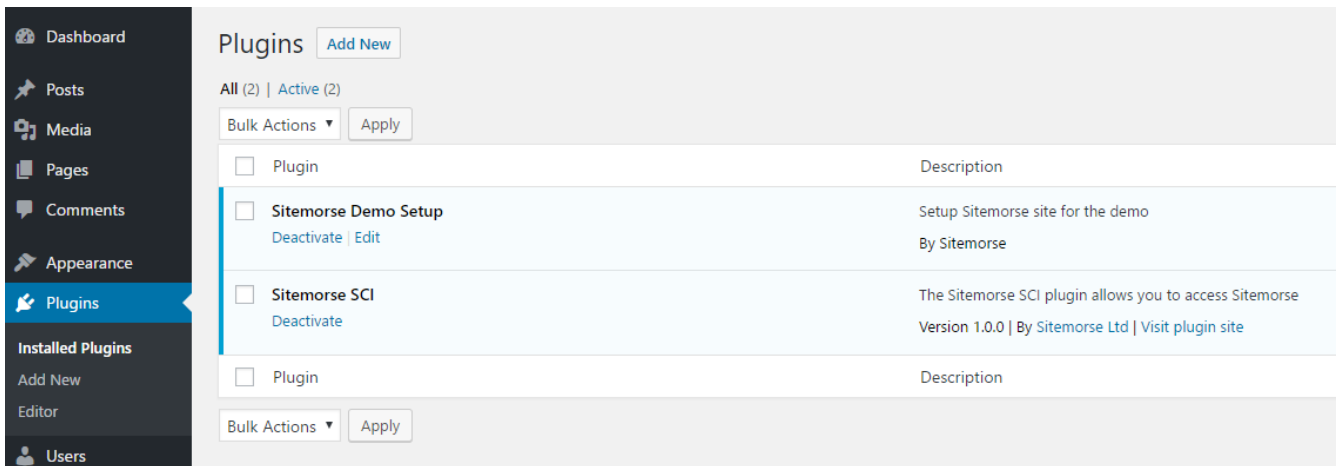 Dashboard
Posts
Media
Pages
Comments
Appearance
Plugins
Installed Plugins
Add New
Editor
Users
Plugins Add New
All (2) | Active (2)
Bulk Actions ▼ Apply
Plugin Description
Sitemorse Demo Setup Setup Sitemorse site for the demo
Deactivate | Edit By Sitemorse
Sitemorse SCI The Sitemorse SCI plugin allows you to access Sitemorse
Deactivate Version 1.0.0 | By Sitemorse Ltd | Visit plugin site
Plugin Description
Bulk Actions ▼ Apply